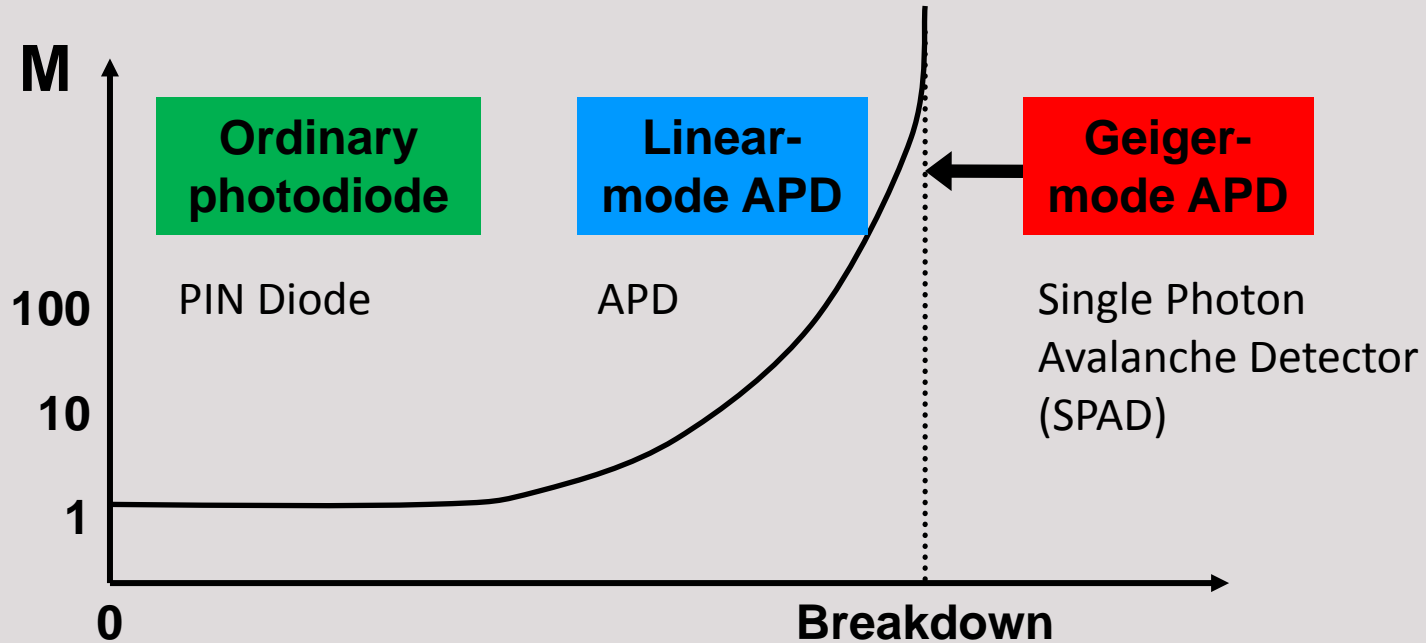 M
Ordinary
photodiode
Linear-
mode APD
Geiger-
mode APD
PIN Diode
APD
Single Photon
Avalanche Detector
(SPAD)
100
10
1
0
Breakdown